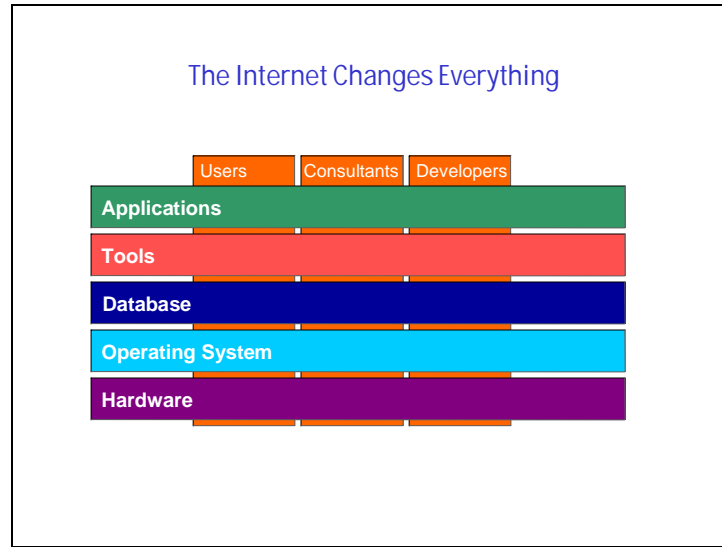 The Internet Changes Everything
Users Consultants Developers
Applications
Tools
Database
Operating System
Hardware